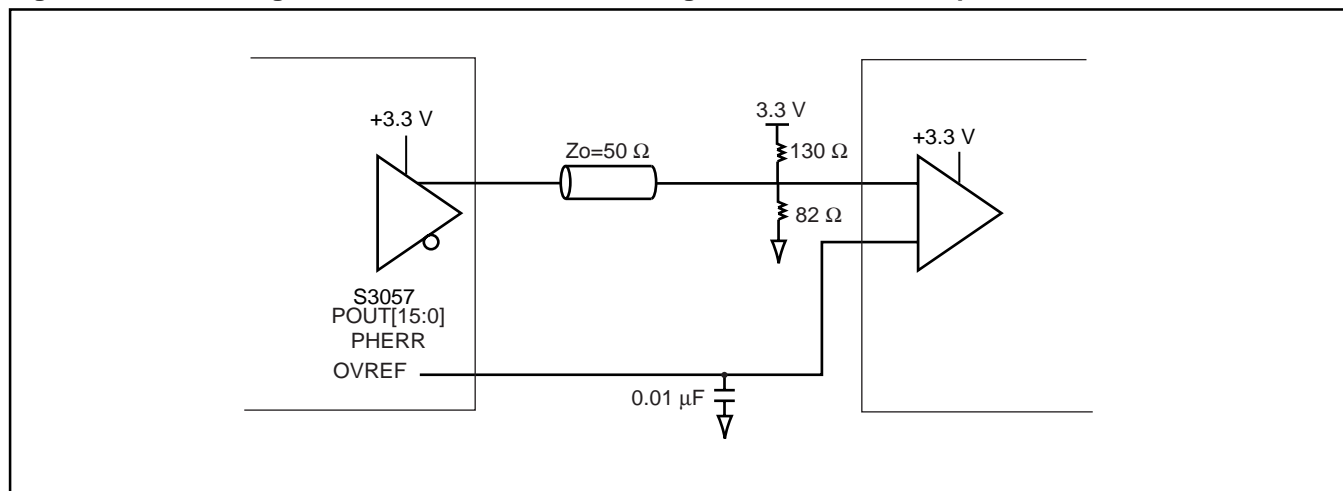 +3.3 V
Zo=50 Ω
3.3 V
130 Ω
82 Ω
+3.3 V
S3057
POUT[15:0]
PHERR
OVREF
0.01 μF